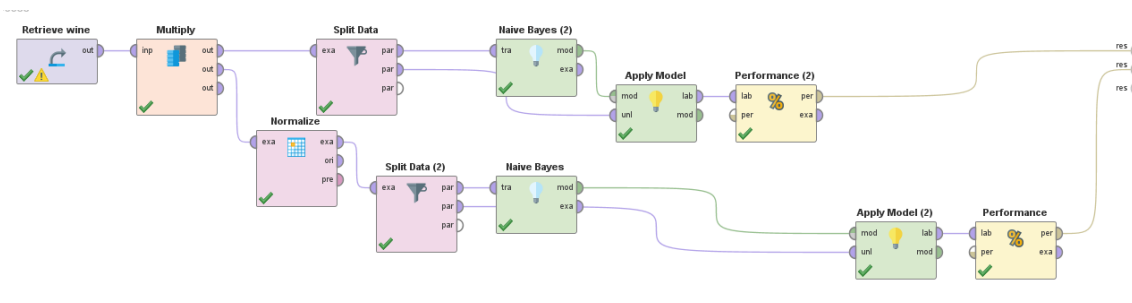 Retrieve wine
out
Multiply
inp out
out
out
Split Data
exa par
par
par
Naive Bayes (2)
tra mod
exa
Apply Model
mod lab
unl mod
Performance (2)
lab per
per exa
res
res
res
Normalize
exa exa
ori
pre
Split Data (2)
exa par
par
par
Naive Bayes
tra mod
exa
Apply Model (2)
mod lab
unl mod
Performance
lab per
per exa